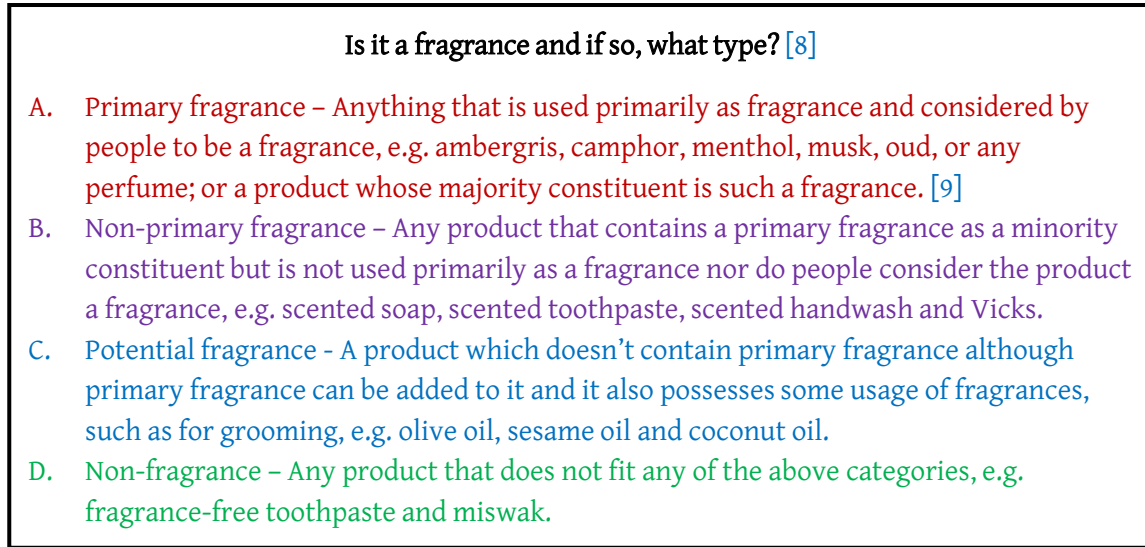 Is it a fragrance and if so, what type? [8]
A. Primary fragrance – Anything that is used primarily as fragrance and considered by
people to be a fragrance, e.g. ambergris, camphor, menthol, musk, oud, or any
perfume; or a product whose majority constituent is such a fragrance. [9]
B. Non-primary fragrance – Any product that contains a primary fragrance as a minority
constituent but is not used primarily as a fragrance nor do people consider the product
a fragrance, e.g. scented soap, scented toothpaste, scented handwash and Vicks.
C. Potential fragrance - A product which doesn’t contain primary fragrance although
primary fragrance can be added to it and it also possesses some usage of fragrances,
such as for grooming, e.g. olive oil, sesame oil and coconut oil.
D. Non-fragrance – Any product that does not fit any of the above categories, e.g.
fragrance-free toothpaste and miswak.